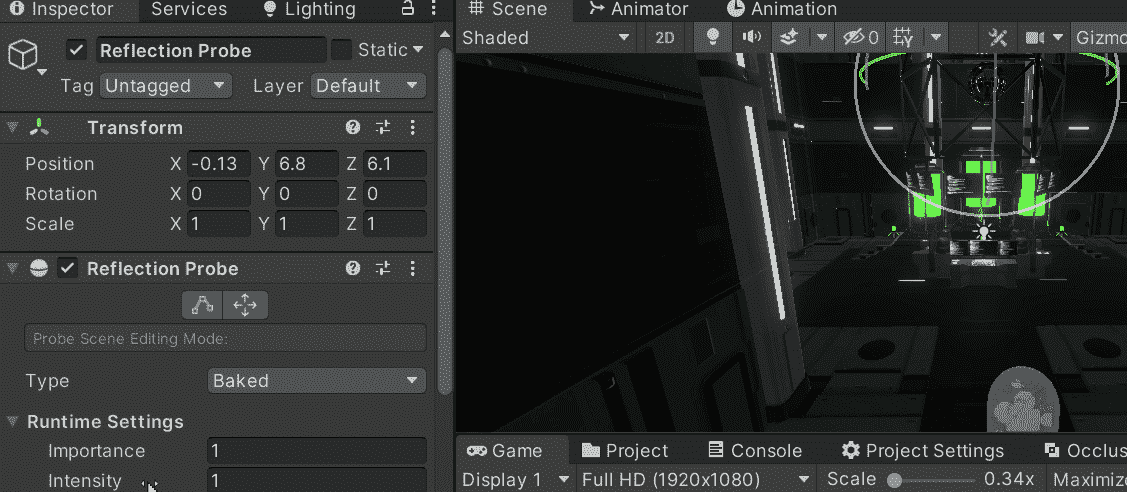 Inspector Services Lighting
Reflection Probe Static
Tag Untagged Layer Default
Transform
Position X -0.13 Y 6.8 Z 6.1
Rotation X 0 Y 0 Z 0
Scale X 1 Y 1 Z 1
Reflection Probe
Probe Scene Editing Mode:
Type Baked
Runtime Settings
Importance 1
Intensity 1
Scene Animator Animation
Shaded 2D 0 Gizmo
Game Project Console Project Settings Occlus
Display 1 Full HD (1920x1080) Scale 0.34x Maximize